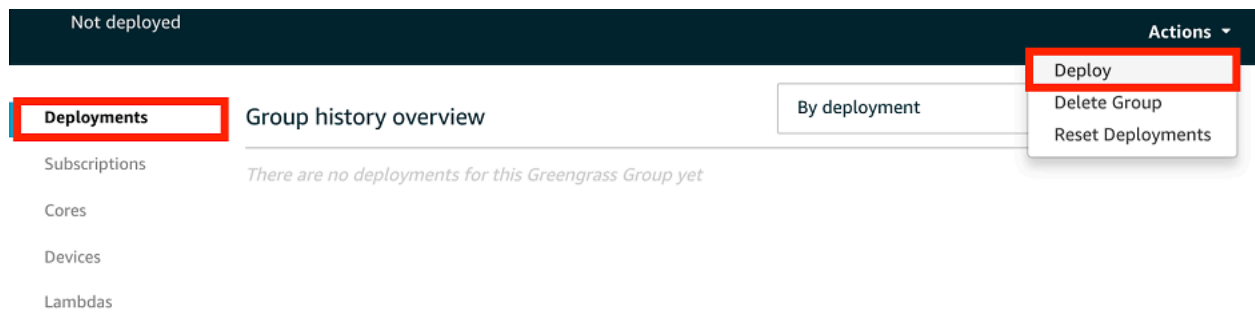 Not deployed
Actions
Deploy
Delete Group
Reset Deployments
Deployments
Subscriptions
Cores
Devices
Lambdas
Group history overview
By deployment
There are no deployments for this Greengrass Group yet